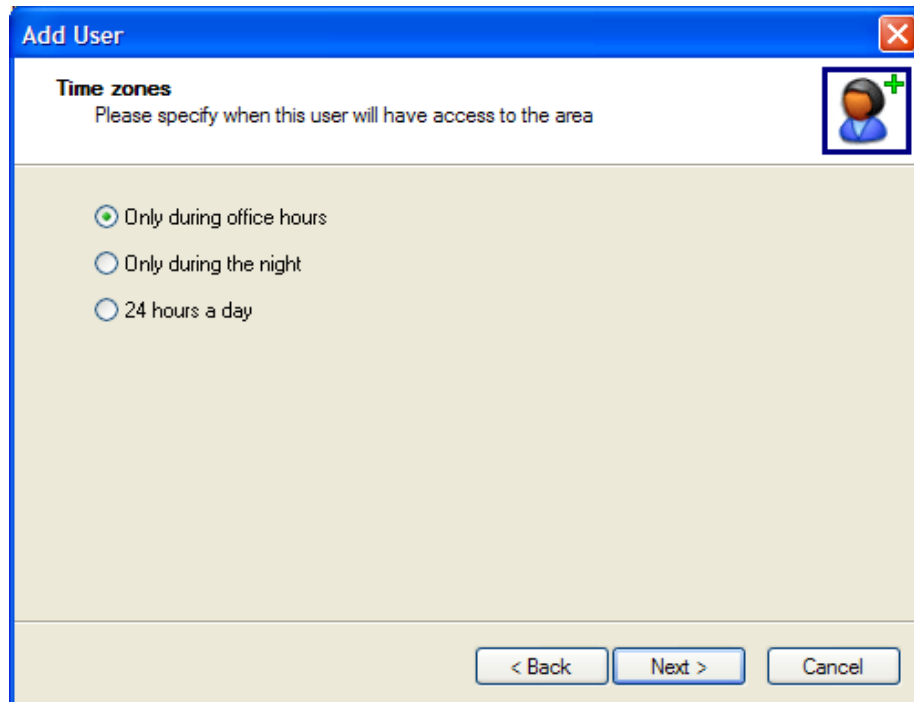 Add User
Time zones
Please specify when this user will have access to the area
Only during office hours
Only during the night
24 hours a day
< Back
Next >
Cancel